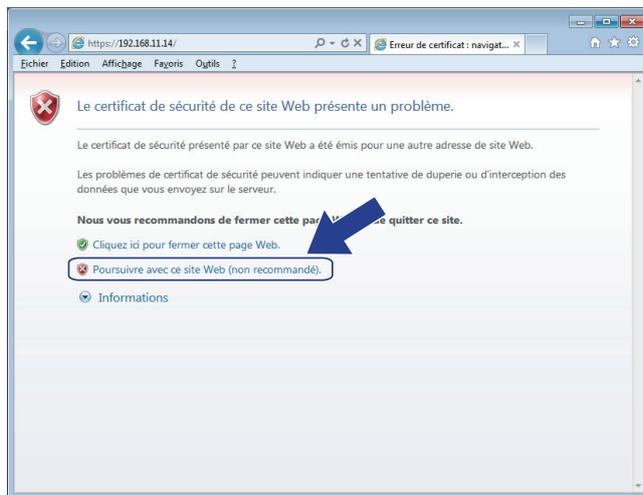 https://192.168.11.14/
Erreur de certificat : navigat...
Fichier Edition Affichage Favoris Outils ?
Le certificat de sécurité de ce site Web présente un problème.
Le certificat de sécurité présenté par ce site Web a été émis pour une autre adresse de site Web.
Les problèmes de certificat de sécurité peuvent indiquer une tentative de duperie ou d'interception des
données que vous envoyez sur le serveur.
Nous vous recommandons de fermer cette quitter ce site.
Cliquez ici pour fermer cette page Web.
Poursuivre avec ce site Web (non recommandé).
Informations